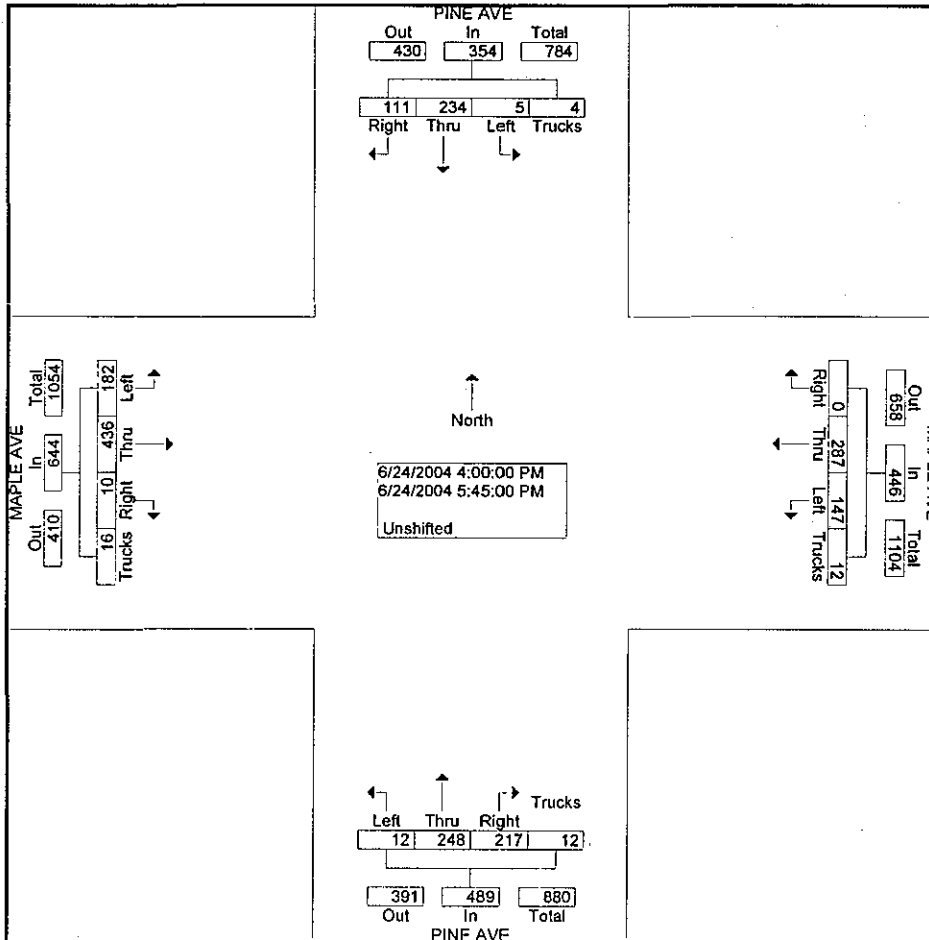 PINE AVE
Out In Total
430 354 784
111 234 5 4
Right Thru Left Trucks
MAPLE AVE
Total In Out
1054 644 410
182 436 10 16
Left Thru Right Trucks
North
6/24/2004 4:00:00 PM
6/24/2004 5:45:00 PM
Unshifted
Right Thru Left Trucks
0 287 147 12
Out In Total
658 446 1104
Trucks
Left Thru Right
12 248 217 12
391 489 880
Out In Total
PINE AVE